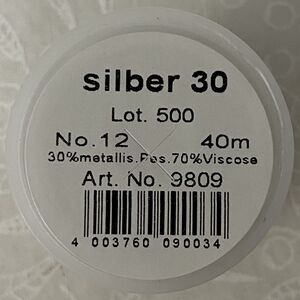 silber 30
Lot. 500
No.12 40m
30%metallis.Pes.70%Viscose
Art. No. 9809
4 003760 090034